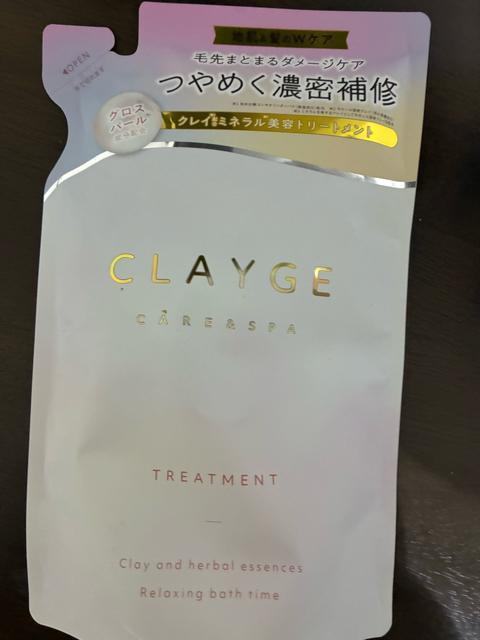 地肌と髪のWケア
OPEN
毛先まとまるダメージケア
つやめく濃密補修
グロス
パール
クレイ*ミネラル美容トリートメント
CLAYGE
CARE & SPA
TREATMENT
Clay and herbal essences
Relaxing bath time